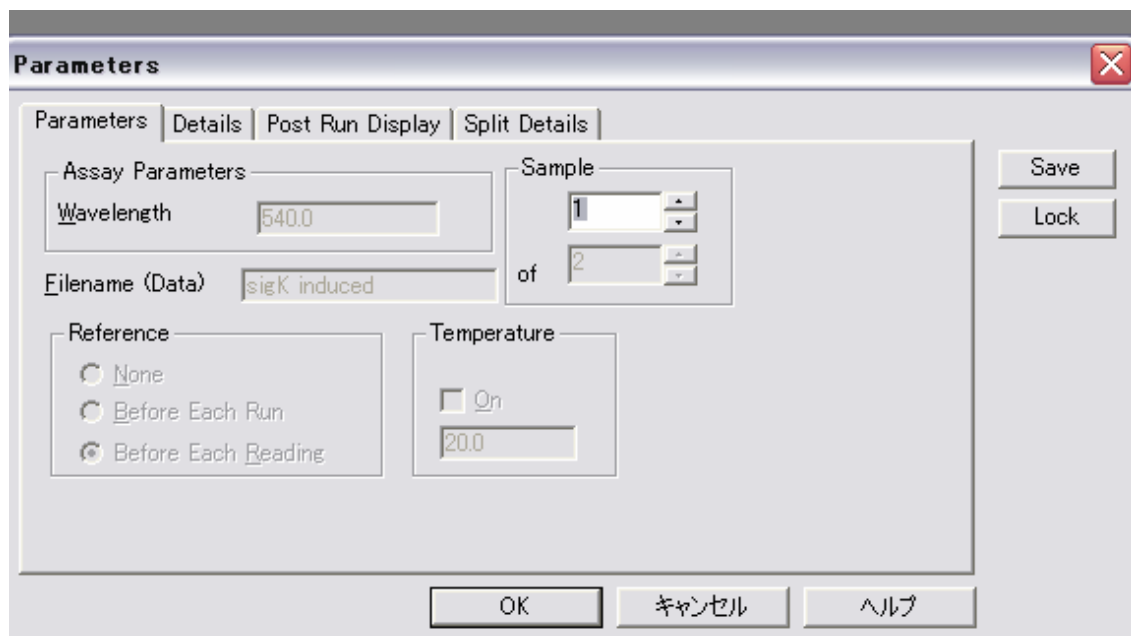 Parameters
Parameters Details Post Run Display Split Details
Assay Parameters
Wavelength 540.0
Filename (Data) sigK induced
Sample
1
of 2
Reference
None
Before Each Run
Before Each Reading
Temperature
On
20.0
Save
Lock
OK キャンセル ヘルプ